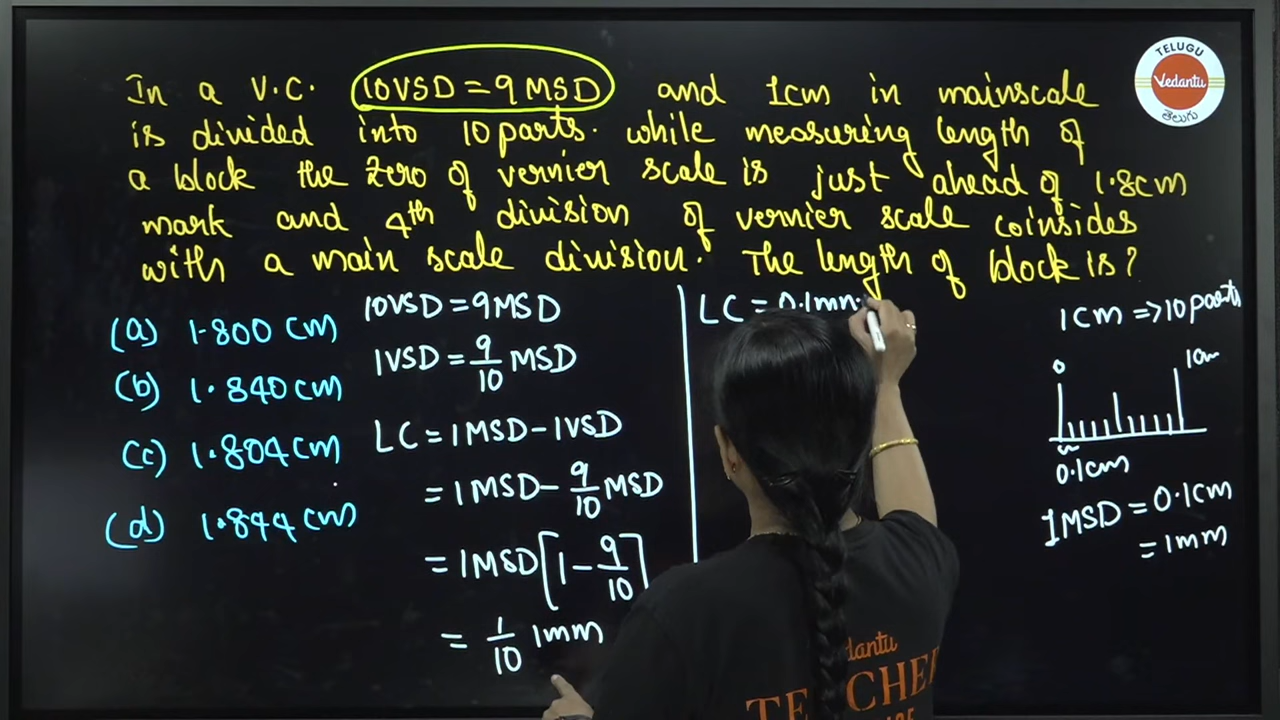 In a V.C. 10VSD = 9 MSD and 1cm in mainscale
is divided into 10 parts. while measuring length of
a block the zero of vernier scale is just ahead of 1.8cm
mark and 4th division of vernier scale coinsides
with a main scale division. The length of block is?
(a) 1.800 cm
(b) 1.840 cm
(c) 1.804 cm
(d) 1.844 cm
10VSD = 9MSD
1VSD = 9/10 MSD
LC = 1MSD - 1VSD
= 1MSD - 9/10 MSD
= 1MSD [1 - 9/10]
= 1/10 1mm
LC = 0.1mm
1cm => 10 parts
0
1cm
0.1cm
1MSD = 0.1cm
= 1mm
TELUGU
Vedantu
తెలుగు